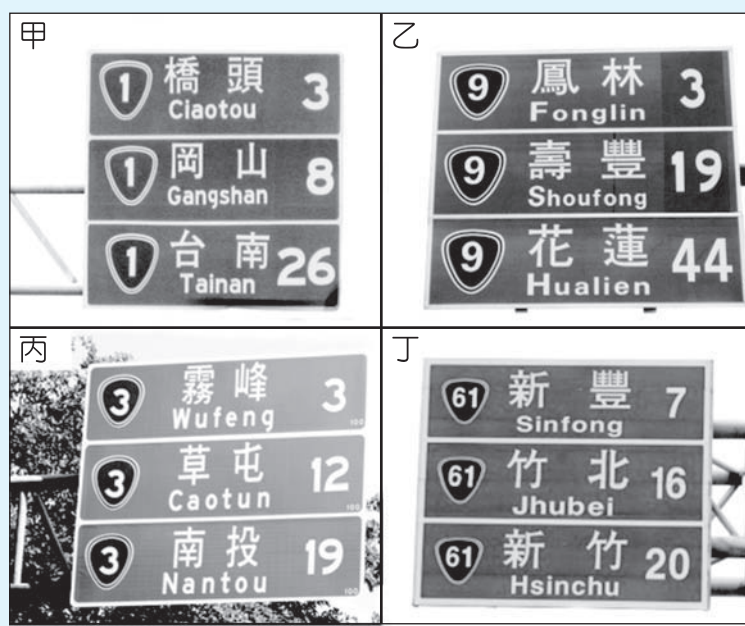 甲
1 橋頭 3
Ciaotou
1 岡山 8
Gangshan
1 台南 26
Tainan
乙
9 鳳林 3
Fonglin
9 壽豐 19
Shoufong
9 花蓮 44
Hualien
丙
3 霧峰 3
Wufeng
100
3 草屯 12
Caotun
100
3 南投 19
Nantou
100
丁
61 新豐 7
Sinfong
61 竹北 16
Jhubei
61 新竹 20
Hsinchu